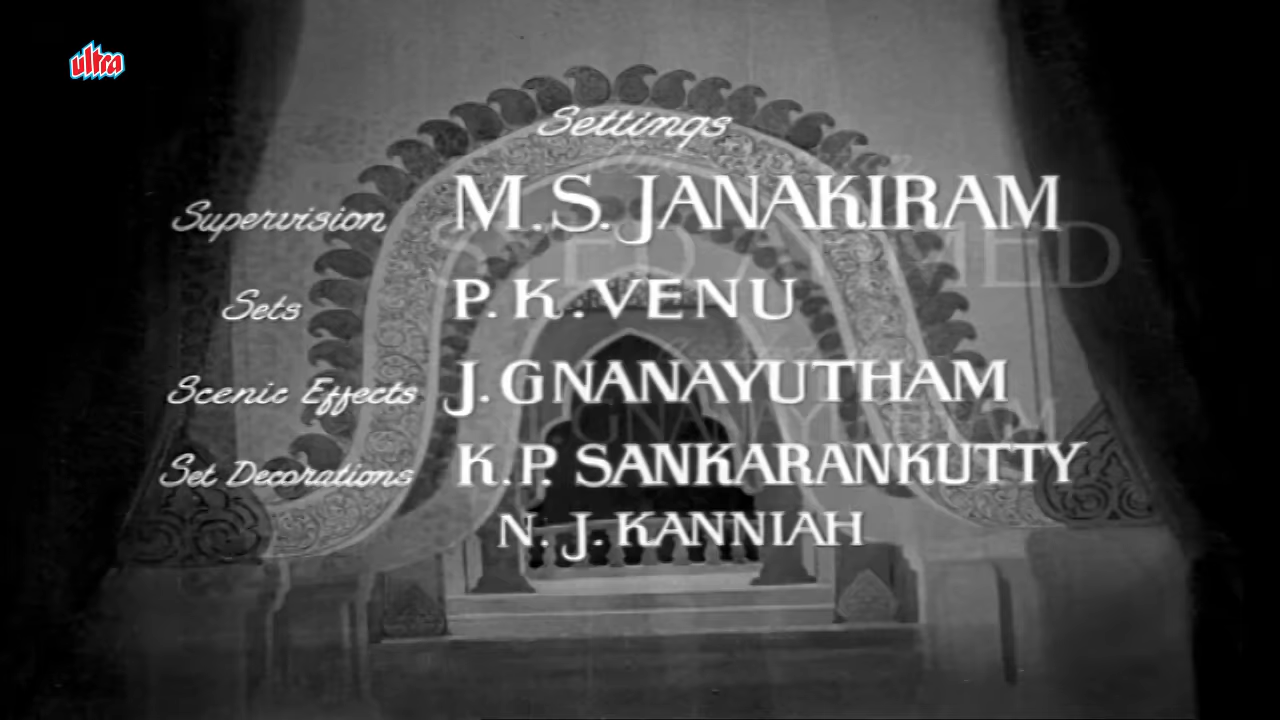 ultra
Settings
Supervision M.S. JANAKIRAM
Sets P.K. VENU
Scenic Effects J. GNANAYUTHAM
Set Decorations K.P. SANKARANKUTTY
N. J. KANNIAH